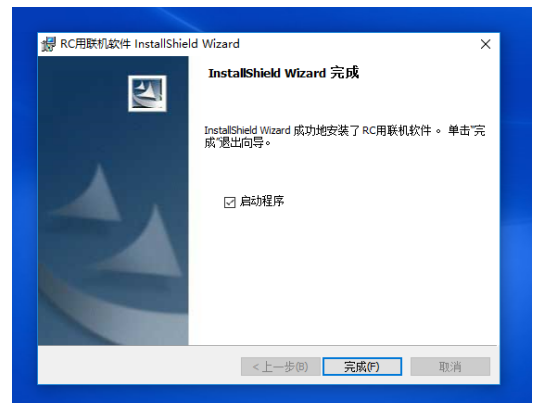 RC用联机软件 InstallShield Wizard
InstallShield Wizard 完成
InstallShield Wizard 成功地安装了 RC用联机软件 。 单击"完
成"退出向导。
启动程序
< 上一步(B)
完成(F)
取消